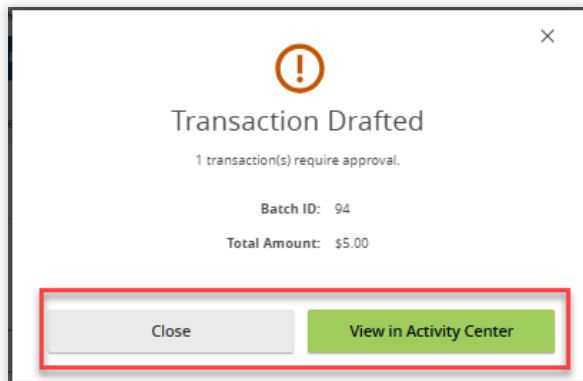 Transaction Drafted
1 transaction(s) require approval.
Batch ID: 94
Total Amount: $5.00
Close View in Activity Center